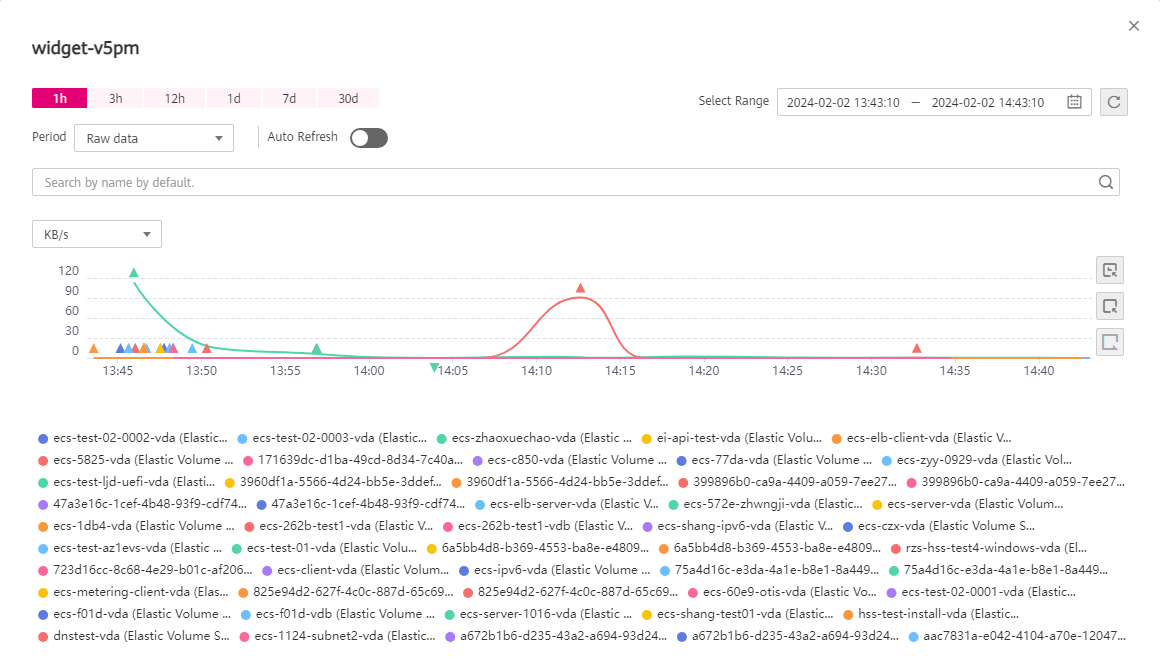 widget-v5pm
1h 3h 12h 1d 7d 30d
Select Range 2024-02-02 13:43:10 — 2024-02-02 14:43:10
Period Raw data Auto Refresh
Search by name by default.
KB/s
120
90
60
30
0
13:45 13:50 13:55 14:00 14:05 14:10 14:15 14:20 14:25 14:30 14:35 14:40
ecs-test-02-0002-vda (Elastic... ecs-test-02-0003-vda (Elastic... ecs-zhaoxuechao-vda (Elastic ... ei-api-test-vda (Elastic Volu... ecs-elb-client-vda (Elastic V...
ecs-5825-vda (Elastic Volume ... 171639dc-d1ba-49cd-8d34-7c40a... ecs-c850-vda (Elastic Volume ... ecs-77da-vda (Elastic Volume ... ecs-zyy-0929-vda (Elastic Vol...
ecs-test-ljd-uefi-vda (Elasti... 3960df1a-5566-4d24-bb5e-3ddef... 3960df1a-5566-4d24-bb5e-3ddef... 399896b0-ca9a-4409-a059-7ee27... 399896b0-ca9a-4409-a059-7ee27...
47a3e16c-1cef-4b48-93f9-cdf74... 47a3e16c-1cef-4b48-93f9-cdf74... ecs-elb-server-vda (Elastic V... ecs-572e-zhwngji-vda (Elastic... ecs-server-vda (Elastic Volum...
ecs-1db4-vda (Elastic Volume ... ecs-262b-test1-vda (Elastic V... ecs-262b-test1-vdb (Elastic V... ecs-shang-ipv6-vda (Elastic V... ecs-czx-vda (Elastic Volume S...
ecs-test-az1evs-vda (Elastic ... ecs-test-01-vda (Elastic Volu... 6a5bb4d8-b369-4553-ba8e-e4809... 6a5bb4d8-b369-4553-ba8e-e4809... rzs-hss-test4-windows-vda (El...
723d16cc-8c68-4e29-b01c-af206... ecs-client-vda (Elastic Volum... ecs-ipv6-vda (Elastic Volume ... 75a4d16c-e3da-4a1e-b8e1-8a449... 75a4d16c-e3da-4a1e-b8e1-8a449...
ecs-metering-client-vda (Elas... 825e94d2-627f-4c0c-887d-65c69... 825e94d2-627f-4c0c-887d-65c69... ecs-60e9-otis-vda (Elastic Vo... ecs-test-02-0001-vda (Elastic...
ecs-f01d-vda (Elastic Volume ... ecs-f01d-vdb (Elastic Volume ... ecs-server-1016-vda (Elastic ... ecs-shang-test01-vda (Elastic... hss-test-install-vda (Elastic...
dnstest-vda (Elastic Volume S... ecs-1124-subnet2-vda (Elastic... a672b1b6-d235-43a2-a694-93d24... a672b1b6-d235-43a2-a694-93d24... aac7831a-e042-4104-a70e-12047...